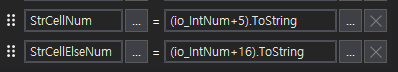 StrCellNum ... = (io_IntNum+5).ToString
StrCellElseNum ... = (io_IntNum+16).ToString